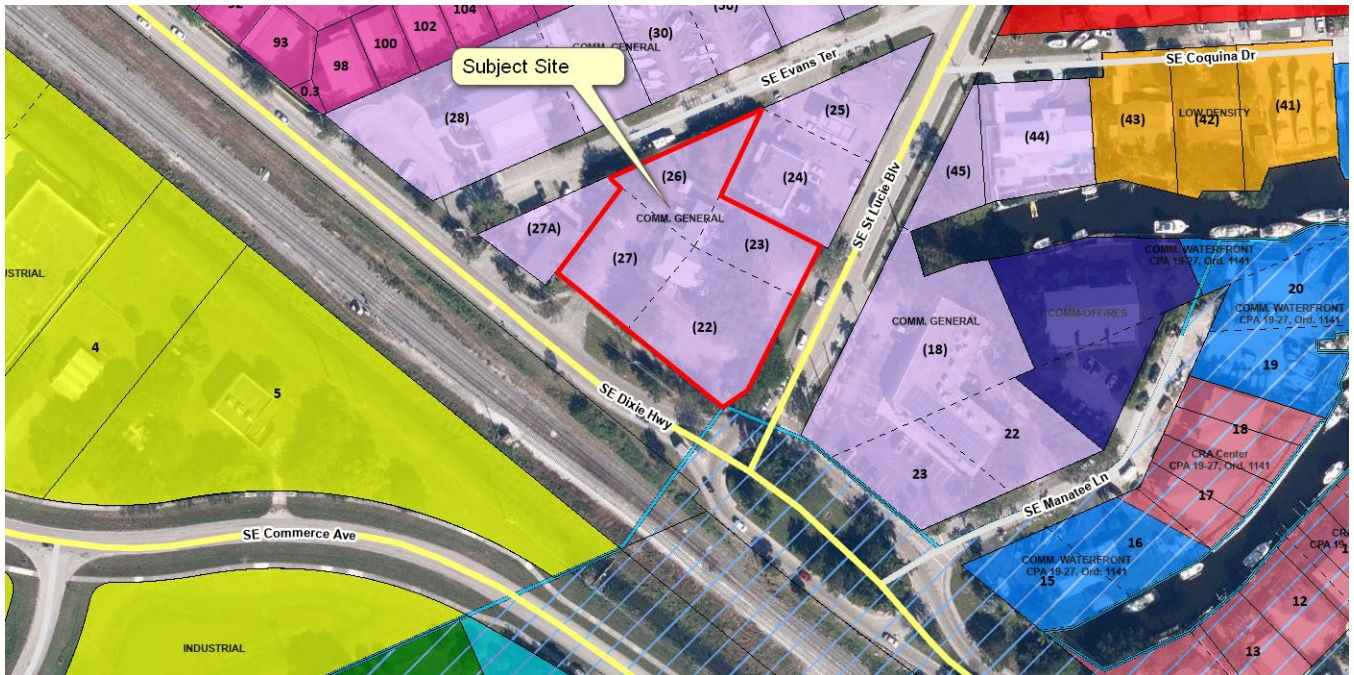 92
104
102
93
100
98
0.3
(30)
(30)
COMM. GENERAL
Subject Site
SE Evans Ter
SE Coquina Dr
(28)
(25)
(44)
(43)
LOW DENSITY
(42)
(41)
(26)
(24)
(45)
COMM. GENERAL
(27A)
(27)
(23)
SE St Lucie Blv
(22)
COMM. WATERFRONT
CPA 19-27, Ord. 1141
20
COMM. WATERFRONT
CPA 19-27, Ord. 1141
19
COMM/OFF/RES
COMM. GENERAL
(18)
USTRIAL
4
5
SE Dixie Hwy
22
23
18
CRA Center
CPA 19-27, Ord. 1141
17
SE Manatee Ln
16
COMM. WATERFRONT
CPA 19-27, Ord. 1141
15
SE Commerce Ave
CPA 19
12
13
INDUSTRIAL